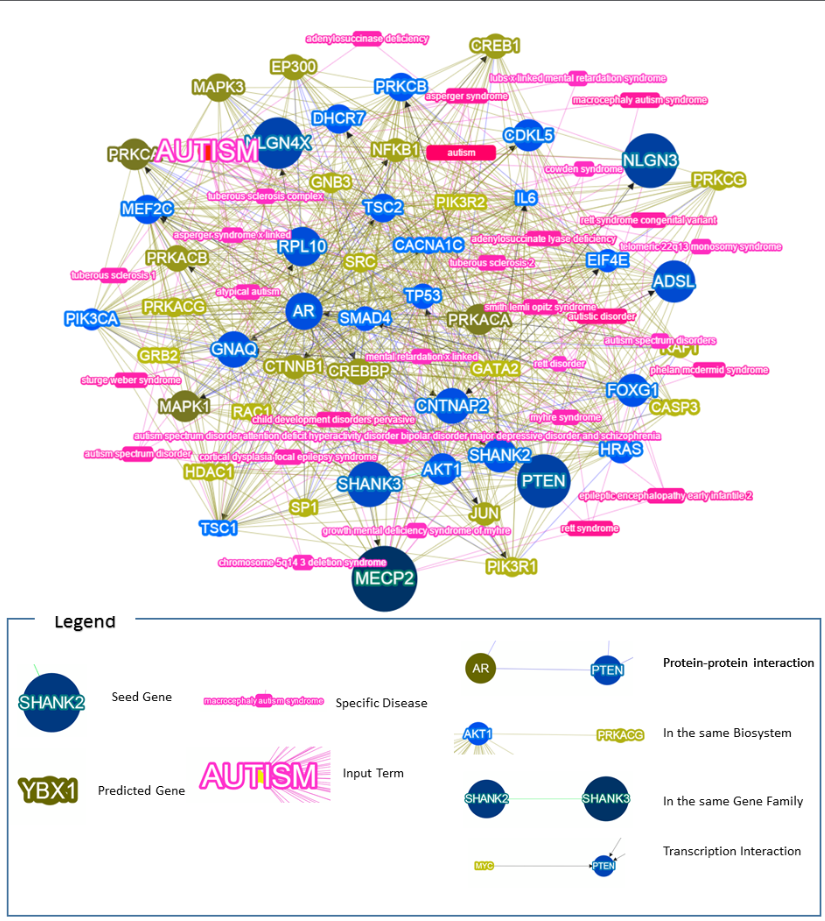 adenylosuccinase deficiency
CREB1
EP300
lubs x-linked mental retardation syndrome
MAPK3
PRKCB
asperger syndrome
macrocephaly autism syndrome
DHCR7
CDKL5
AUTISM
NLGN4X
NFKB1
autism
NLGN3
cowden syndrome
GNB3
PRKCG
tuberous sclerosis complex
MEF2C
TSC2
PIK3R2
IL6
rett syndrome congenital variant
asperger syndrome x-linked
RPL10
CACNA1C
adenylosuccinate lyase deficiency
telomeric 22q13 monosomy syndrome
PRKACB
SRC
tuberous sclerosis-2
EIF4E
tuberous sclerosis 1
ADSL
atypical autism
TP53
PRKACG
AR
smith lemli opitz syndrome
PIK3CA
SMAD4
PRKACA
autistic disorder
autism spectrum disorders
RAP1
GRB2
GNAQ
mental retardation x linked
CTNNB1
CREBBP
GATA2
rett disorder
phelan mcdermid syndrome
sturge weber syndrome
FOXG1
MAPK1
RAC1
CNTNAP2
CASP3
child development disorders pervasive
myhre syndrome
autism spectrum disorder attention deficit hyperactivity disorder bipolar disorder major depressive disorder and schizophrenia
autism spectrum disorder
cortical dysplasia-focal epilepsy syndrome
SHANK2
HRAS
HDAC1
AKT1
SHANK3
PTEN
epileptic encephalopathy early infantile 2
SP1
JUN
TSC1
growth mental deficiency syndrome of myhre
rett syndrome
chromosome 5q14 3 deletion syndrome
MECP2
PIK3R1
Legend
SHANK2
Seed Gene
macrocephaly autism syndrome
Specific Disease
AR
PTEN
Protein-protein interaction
AKT1
PRKACG
In the same Biosystem
YBX1
Predicted Gene
AUTISM
Input Term
SHANK2
SHANK3
In the same Gene Family
MYC
PTEN
Transcription Interaction